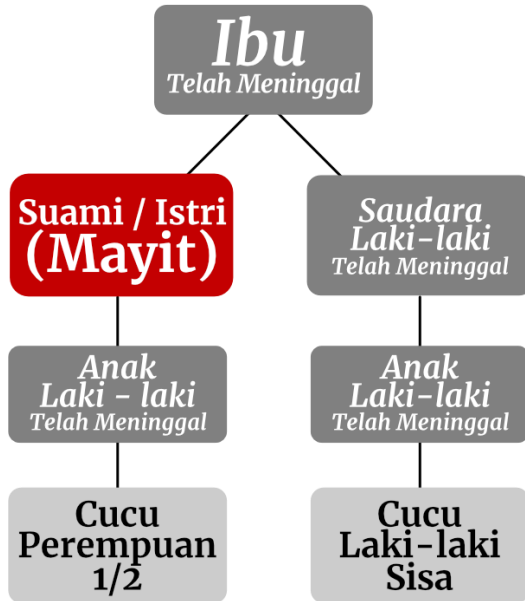 Ibu
Telah Meninggal
Suami / Istri
(Mayit)
Saudara
Laki-laki
Telah Meninggal
Anak
Laki - laki
Telah Meninggal
Anak
Laki-laki
Telah Meninggal
Cucu
Perempuan
1/2
Cucu
Laki-laki
Sisa